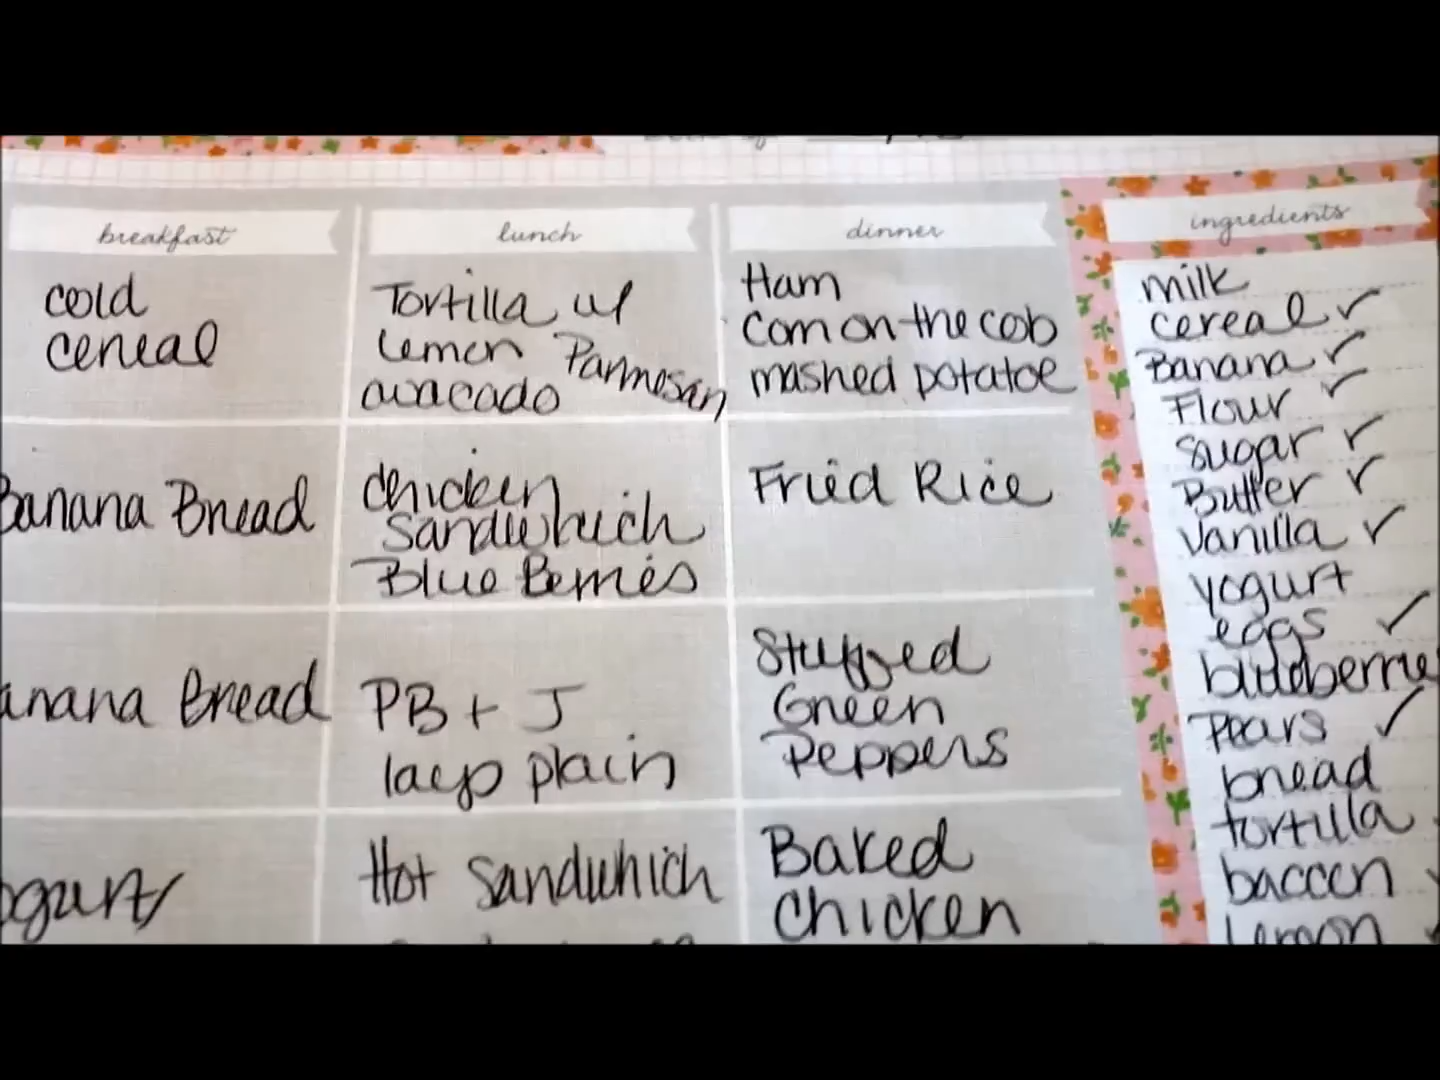 breakfast
lunch
dinner
ingredients
cold
cereal
Tortilla w/
lemon Parmesan
avacado
Ham
Corn on the cob
mashed potatoe
Banana Bread
chicken
sandwhich
Blue Berries
Fried Rice
anana Bread
PB + J
lays plain
Stuffed
Green
Peppers
ogurt
Hot Sandwhich
Baked
Chicken
milk
cereal ✓
Banana ✓
Flour ✓
Sugar ✓
Butter ✓
Vanilla ✓
yogurt
eggs ✓
blueberrie
Pears ✓
bread
tortilla
baccon
Lemon